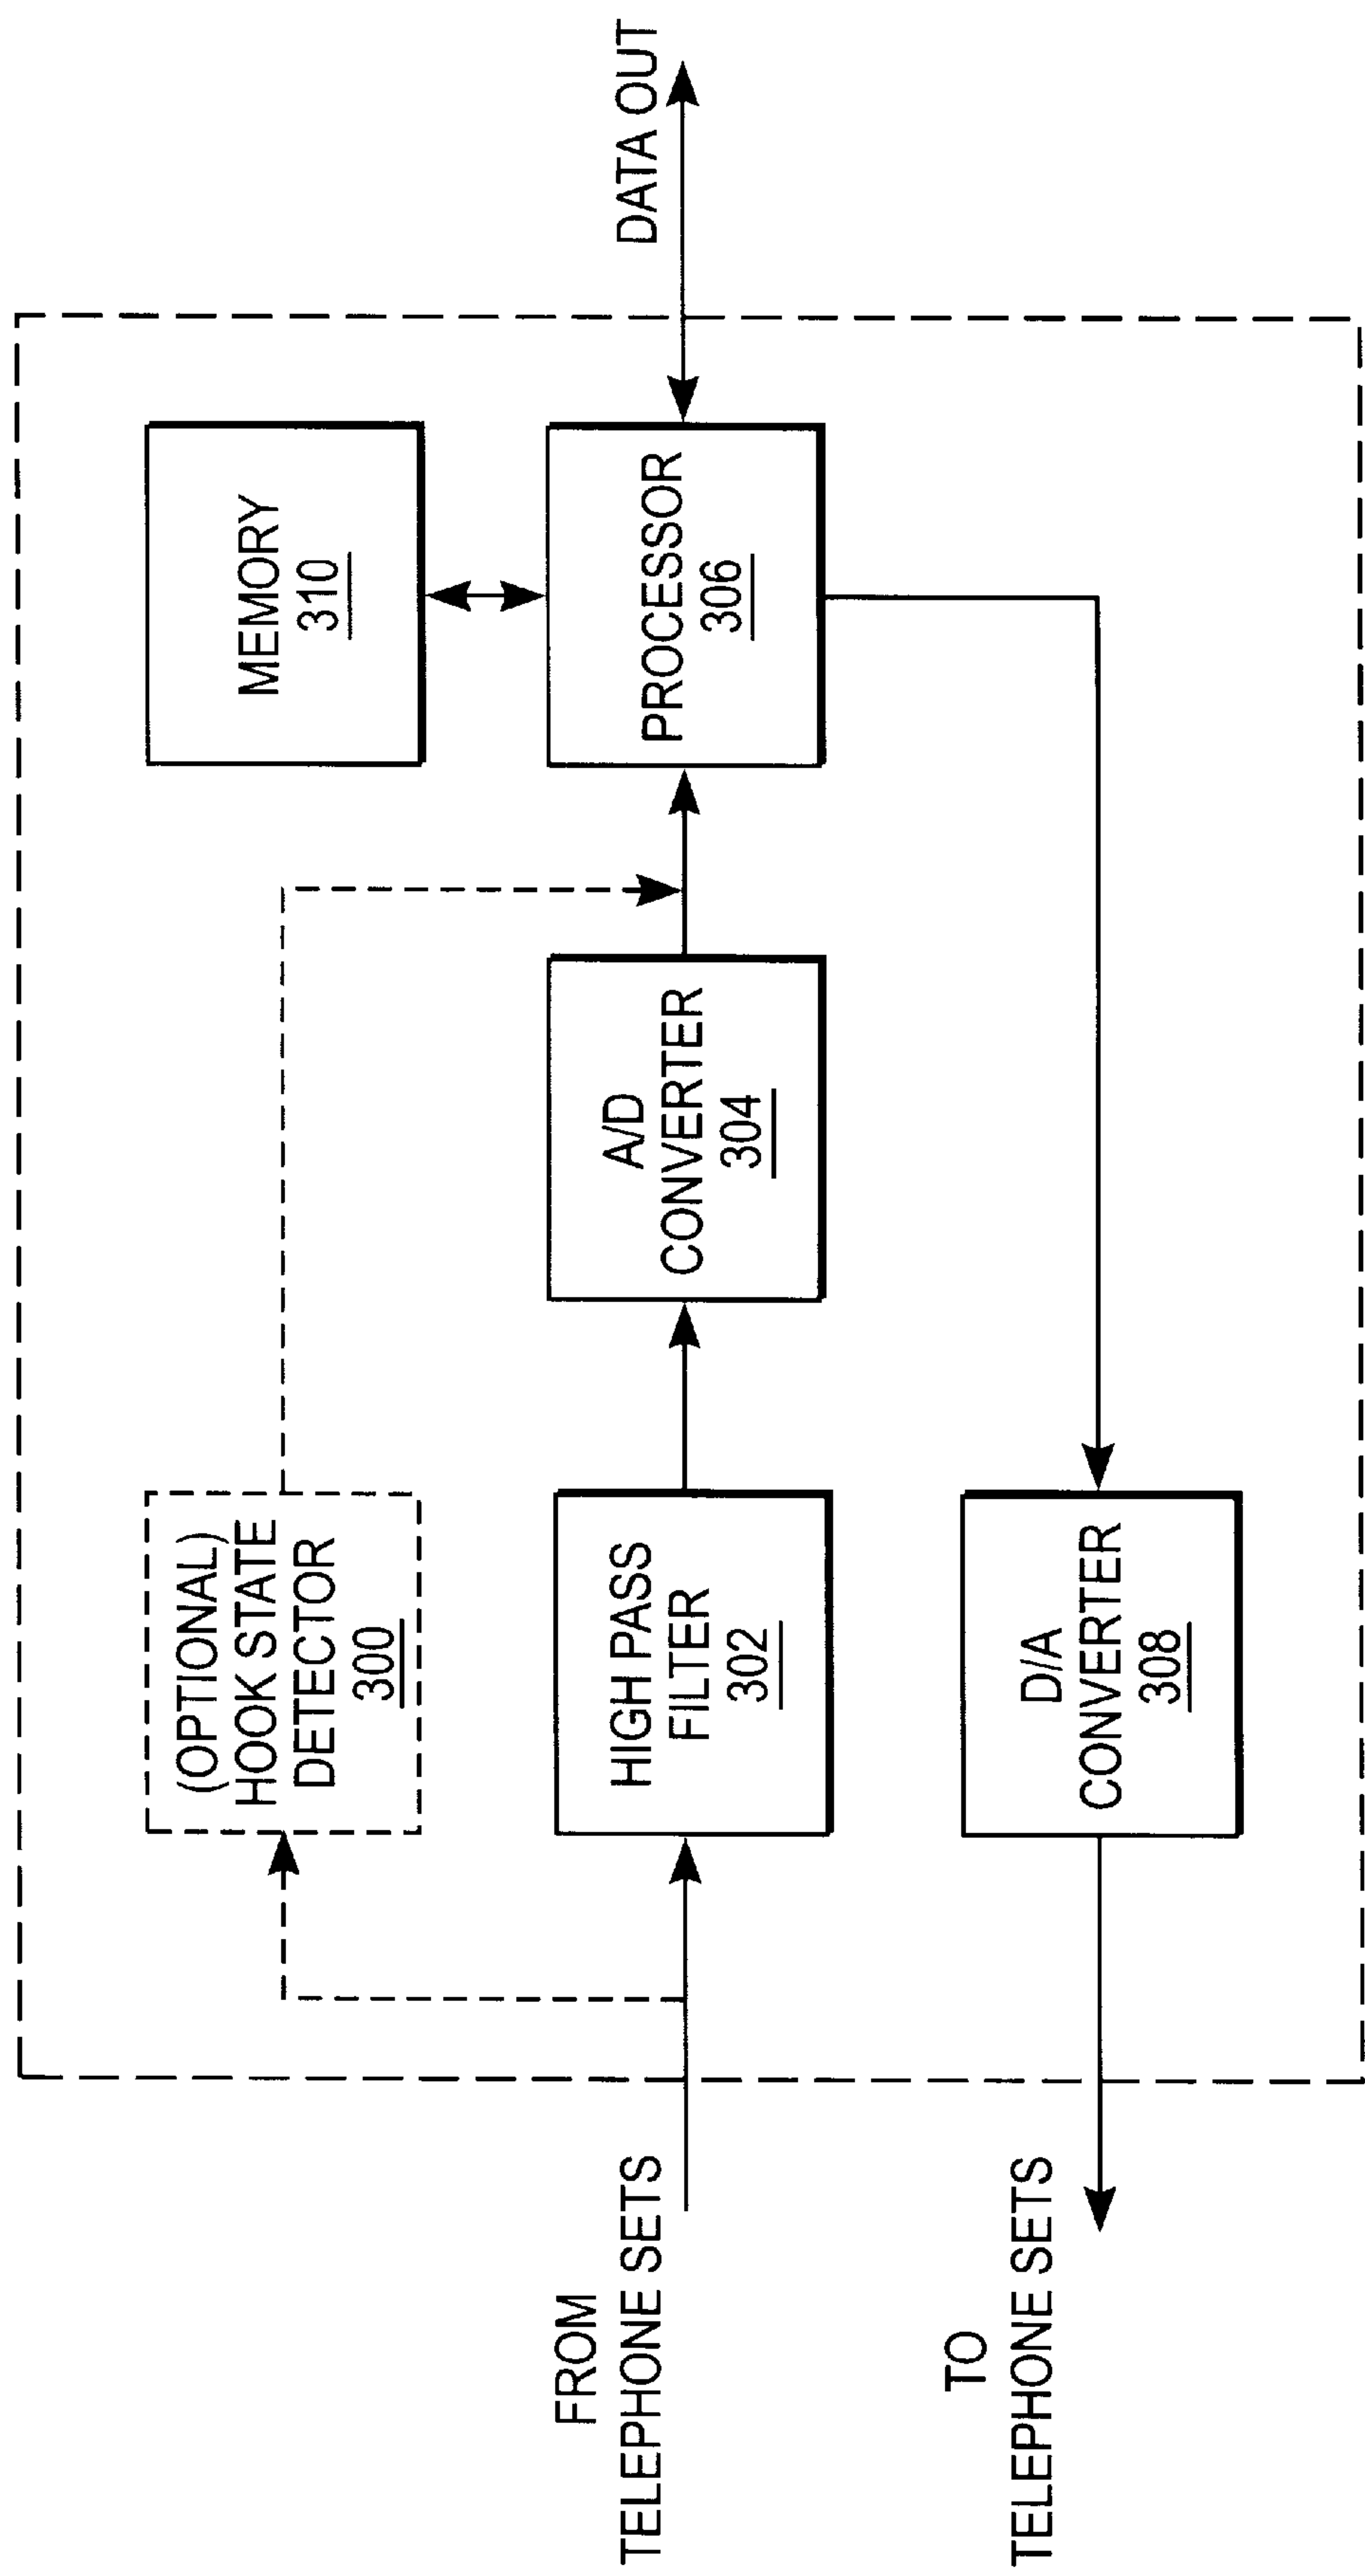 (OPTIONAL)
HOOK STATE
DETECTOR
300
MEMORY
310
FROM
TELEPHONE SETS
HIGH PASS
FILTER
302
A/D
CONVERTER
304
PROCESSOR
306
DATA OUT
TO
TELEPHONE SETS
D/A
CONVERTER
308